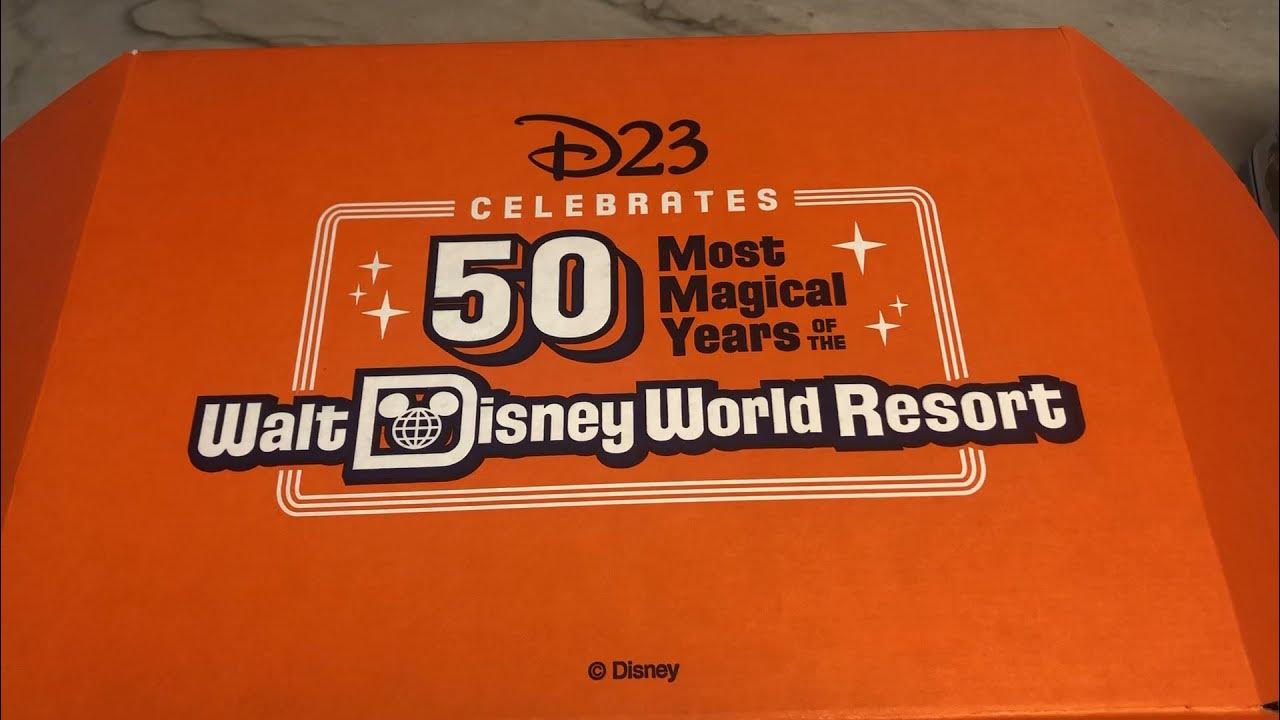 D23
CELEBRATES
50 Most
Magical
Years OF THE
Walt Disney World Resort
© Disney